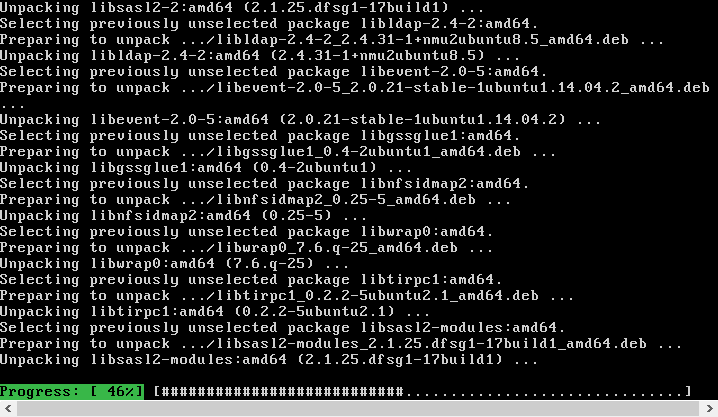 Unpacking libsasl2-2:amd64 (2.1.25.dfsg1-17build1) ...
Selecting previously unselected package libldap-2.4-2:amd64.
Preparing to unpack .../libldap-2.4-2_2.4.31-1+nmu2ubuntu8.5_amd64.deb ...
Unpacking libldap-2.4-2:amd64 (2.4.31-1+nmu2ubuntu8.5) ...
Selecting previously unselected package libevent-2.0-5:amd64.
Preparing to unpack .../libevent-2.0-5_2.0.21-stable-1ubuntu1.14.04.2_amd64.deb
...
Unpacking libevent-2.0-5:amd64 (2.0.21-stable-1ubuntu1.14.04.2) ...
Selecting previously unselected package libgssglue1:amd64.
Preparing to unpack .../libgssglue1_0.4-2ubuntu1_amd64.deb ...
Unpacking libgssglue1:amd64 (0.4-2ubuntu1) ...
Selecting previously unselected package libnfsidmap2:amd64.
Preparing to unpack .../libnfsidmap2_0.25-5_amd64.deb ...
Unpacking libnfsidmap2:amd64 (0.25-5) ...
Selecting previously unselected package libwrap0:amd64.
Preparing to unpack .../libwrap0_7.6.q-25_amd64.deb ...
Unpacking libwrap0:amd64 (7.6.q-25) ...
Selecting previously unselected package libtirpc1:amd64.
Preparing to unpack .../libtirpc1_0.2.2-5ubuntu2.1_amd64.deb ...
Unpacking libtirpc1:amd64 (0.2.2-5ubuntu2.1) ...
Selecting previously unselected package libsasl2-modules:amd64.
Preparing to unpack .../libsasl2-modules_2.1.25.dfsg1-17build1_amd64.deb ...
Unpacking libsasl2-modules:amd64 (2.1.25.dfsg1-17build1) ...
Progress: [ 46%] [###########################...............................]